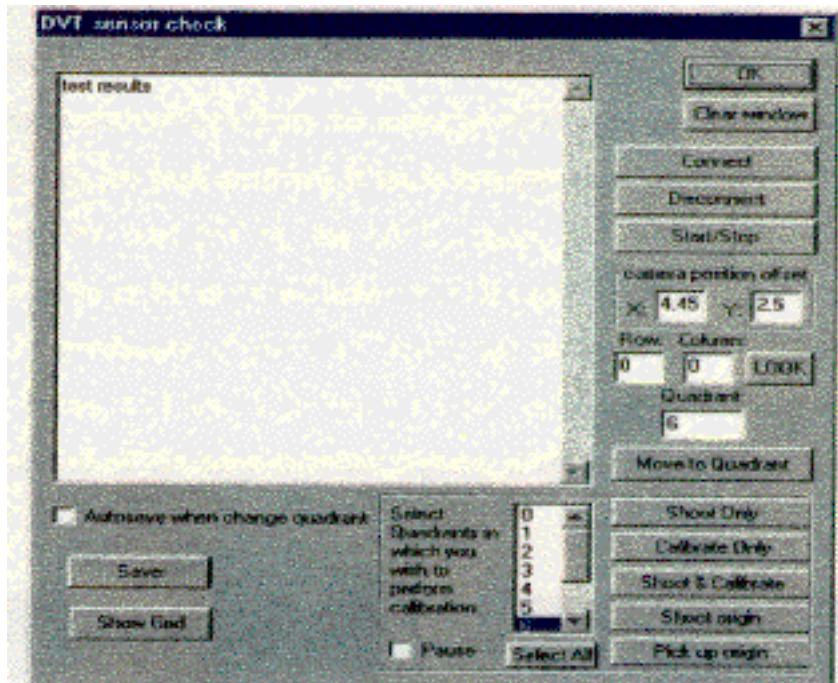 DVT sensor check
test results
OK
Clear window
Connect
Disconnect
Start/Stop
camera position offset
X: 4.45 Y: 2.5
Row: Column:
0 0 LOOK
Quadrant
6
Move to Quadrant
Autosave when change quadrant
Save
Show Grid
Select
Quadrants in
which you
wish to
perform
calibration
0
1
2
3
4
5
6
Pause
Select All
Shoot Only
Calibrate Only
Shoot & Calibrate
Shoot origin
Pick up origin